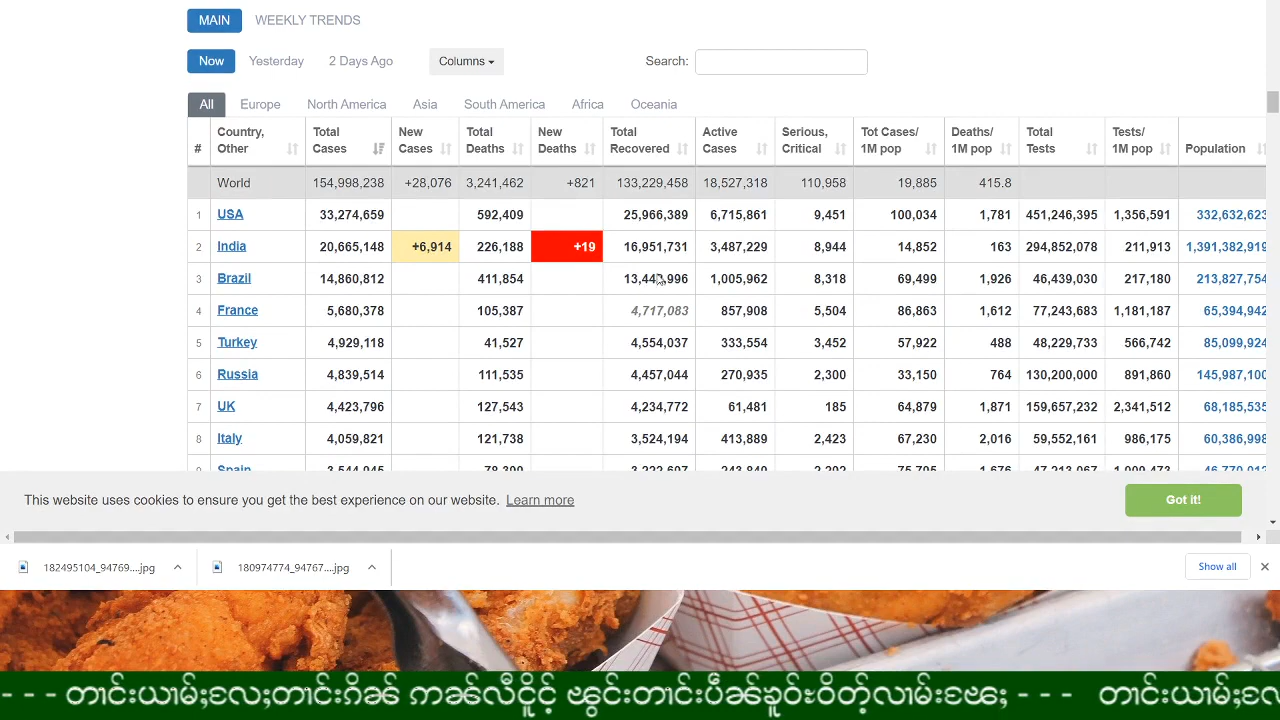 MAIN WEEKLY TRENDS
Now Yesterday 2 Days Ago Columns Search:
All Europe North America Asia South America Africa Oceania
# Country, Other Total Cases New Cases Total Deaths New Deaths Total Recovered Active Cases Serious, Critical Tot Cases/ 1M pop Deaths/ 1M pop Total Tests Tests/ 1M pop Population
World 154,998,238 +28,076 3,241,462 +821 133,229,458 18,527,318 110,958 19,885 415.8
1 USA 33,274,659 592,409 25,966,389 6,715,861 9,451 100,034 1,781 451,246,395 1,356,591 332,632,623
2 India 20,665,148 +6,914 226,188 +19 16,951,731 3,487,229 8,944 14,852 163 294,852,078 211,913 1,391,382,919
3 Brazil 14,860,812 411,854 13,442,996 1,005,962 8,318 69,499 1,926 46,439,030 217,180 213,827,754
4 France 5,680,378 105,387 4,717,083 857,908 5,504 86,863 1,612 77,243,683 1,181,187 65,394,942
5 Turkey 4,929,118 41,527 4,554,037 333,554 3,452 57,922 488 48,229,733 566,742 85,099,924
6 Russia 4,839,514 111,535 4,457,044 270,935 2,300 33,150 764 130,200,000 891,860 145,987,100
7 UK 4,423,796 127,543 4,234,772 61,481 185 64,879 1,871 159,657,232 2,341,512 68,185,535
8 Italy 4,059,821 121,738 3,524,194 413,889 2,423 67,230 2,016 59,552,161 986,175 60,386,998
Spain
This website uses cookies to ensure you get the best experience on our website. Learn more Got it!
182495104_94769....jpg 180974774_94767....jpg Show all